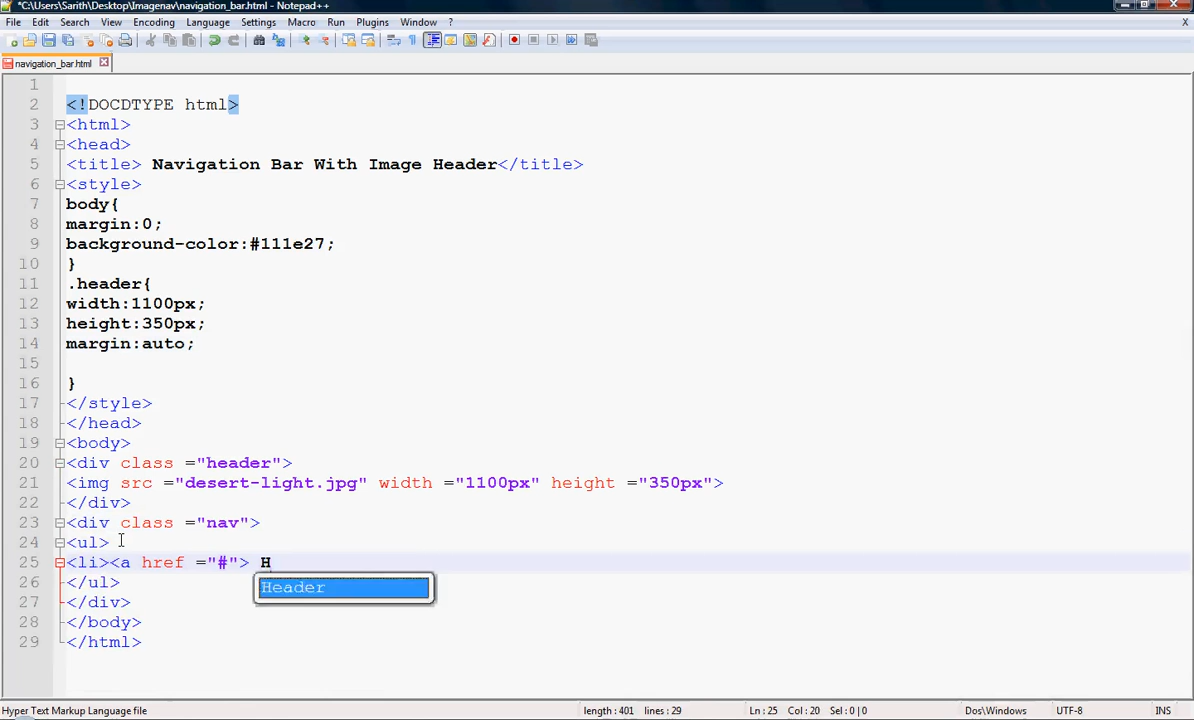 *C:\Users\Sarith\Desktop\Imagenav\navigation_bar.html - Notepad++
File Edit Search View Encoding Language Settings Macro Run Plugins Window ? X
navigation_bar.html
1
2 <!DOCDTYPE html>
3 <html>
4 <head>
5 <title> Navigation Bar With Image Header</title>
6 <style>
7 body{
8 margin:0;
9 background-color:#111e27;
10 }
11 .header{
12 width:1100px;
13 height:350px;
14 margin:auto;
15
16 }
17 </style>
18 </head>
19 <body>
20 <div class ="header">
21 <img src ="desert-light.jpg" width ="1100px" height ="350px">
22 </div>
23 <div class ="nav">
24 <ul>
25 <li><a href ="#"> H
Header
26 </ul>
27 </div>
28 </body>
29 </html>
Hyper Text Markup Language file length : 401 lines : 29 Ln : 25 Col : 20 Sel : 0 | 0 Dos\Windows UTF-8 INS